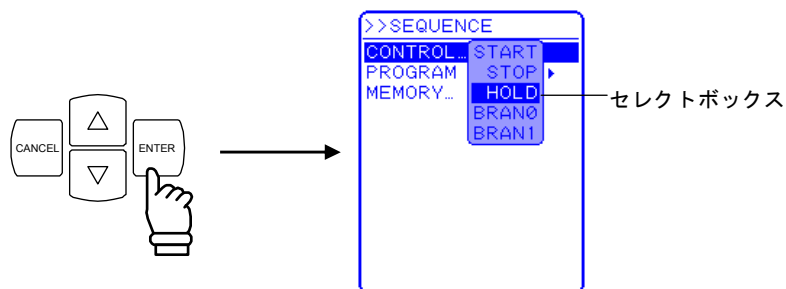 CANCEL
△
▽
ENTER
>>SEQUENCE
CONTROL…
PROGRAM
MEMORY…
START
STOP
HOLD
BRAN0
BRAN1
セレクトボックス